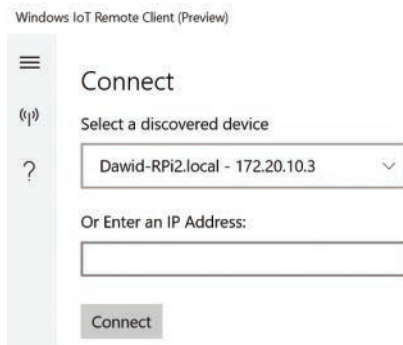 Windows IoT Remote Client (Preview)
Connect
Select a discovered device
Dawid-RPi2.local - 172.20.10.3
Or Enter an IP Address:
Connect